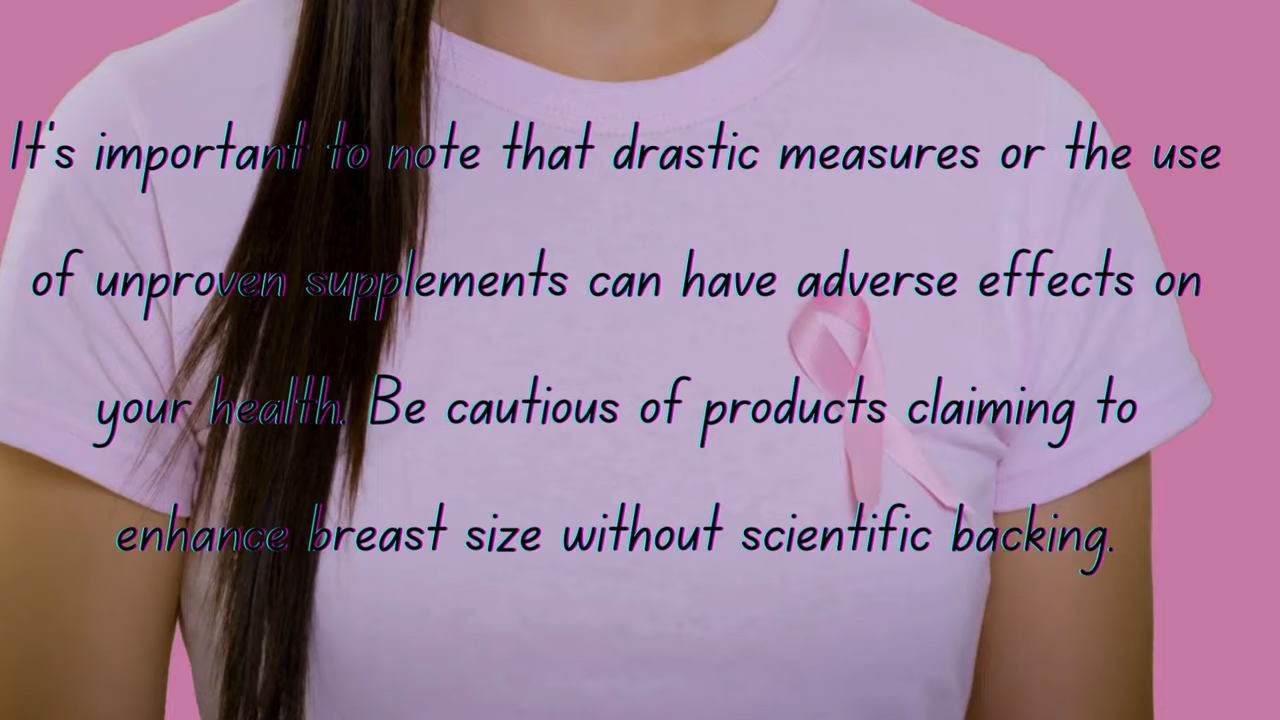 It's important to note that drastic measures or the use
of unproven supplements can have adverse effects on
your health. Be cautious of products claiming to
enhance breast size without scientific backing.